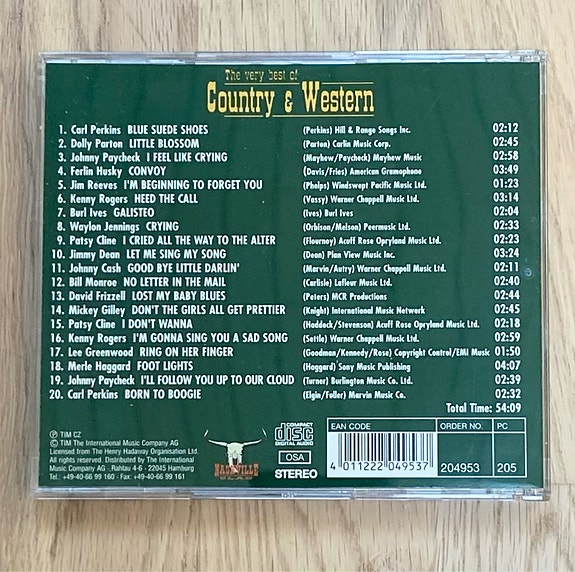 The very best of
Country & Western
1. Carl Perkins BLUE SUEDE SHOES (Perkins) Hill & Range Songs Inc. 02:12
2. Dolly Parton LITTLE BLOSSOM (Parton) Carlin Music Corp. 02:45
3. Johnny Paycheck I FEEL LIKE CRYING (Mayhew/Paycheck) Mayhew Music 02:58
4. Ferlin Husky CONVOY (Davis/Fries) American Gramophone 03:49
5. Jim Reeves I'M BEGINNING TO FORGET YOU (Phelps) Windswept Pacific Music Ltd. 01:23
6. Kenny Rogers HEED THE CALL (Vassy) Warner Chappell Music Ltd. 03:14
7. Burl Ives GALISTEO (Ives) Burl Ives 02:04
8. Waylon Jennings CRYING (Orbison/Melson) Peermusic Ltd. 02:33
9. Patsy Cline I CRIED ALL THE WAY TO THE ALTER (Flournoy) Acuff Rose Opryland Music Ltd. 02:23
10. Jimmy Dean LET ME SING MY SONG (Dean) Plan View Music Inc. 03:24
11. Johnny Cash GOOD BYE LITTLE DARLIN' (Marvin/Autry) Warner Chappell Music Ltd. 02:11
12. Bill Monroe NO LETTER IN THE MAIL (Carlisle) Lafleur Music Ltd. 02:40
13. David Frizzell LOST MY BABY BLUES (Peters) MCR Productions 02:44
14. Mickey Gilley DON'T THE GIRLS ALL GET PRETTIER (Knight) International Music Network 02:45
15. Patsy Cline I DON'T WANNA (Haddock/Stevenson) Acuff Rose Opryland Music Ltd. 02:18
16. Kenny Rogers I'M GONNA SING YOU A SAD SONG (Settle) Warner Chappell Music Ltd. 02:59
17. Lee Greenwood RING ON HER FINGER (Goodman/Kennedy/Rose) Copyright Control/EMI Music 01:50
18. Merle Haggard FOOT LIGHTS (Haggard) Sony Music Publishing 04:07
19. Johnny Paycheck I'LL FOLLOW YOU UP TO OUR CLOUD (Turner) Burlington Music Co. Ltd. 02:39
20. Carl Perkins BORN TO BOOGIE (Elgin/Fuller) Marvin Music Co. 02:32
Total Time: 54:09
℗ TIM CZ
© TIM The International Music Company AG
Licensed from The Henry Hadaway Organisation Ltd.
All rights reserved. Distributed by The International
Music Company AG . Rahlau 4-6 - 22045 Hamburg
Tel.: +49-40-66 99 160 - Fax: +49-40-66 99 161
NASHVILLE
COMPACT
disc
DIGITAL AUDIO
OSA
STEREO
EAN CODE
4 011222 049537
ORDER NO.
204953
PC
205